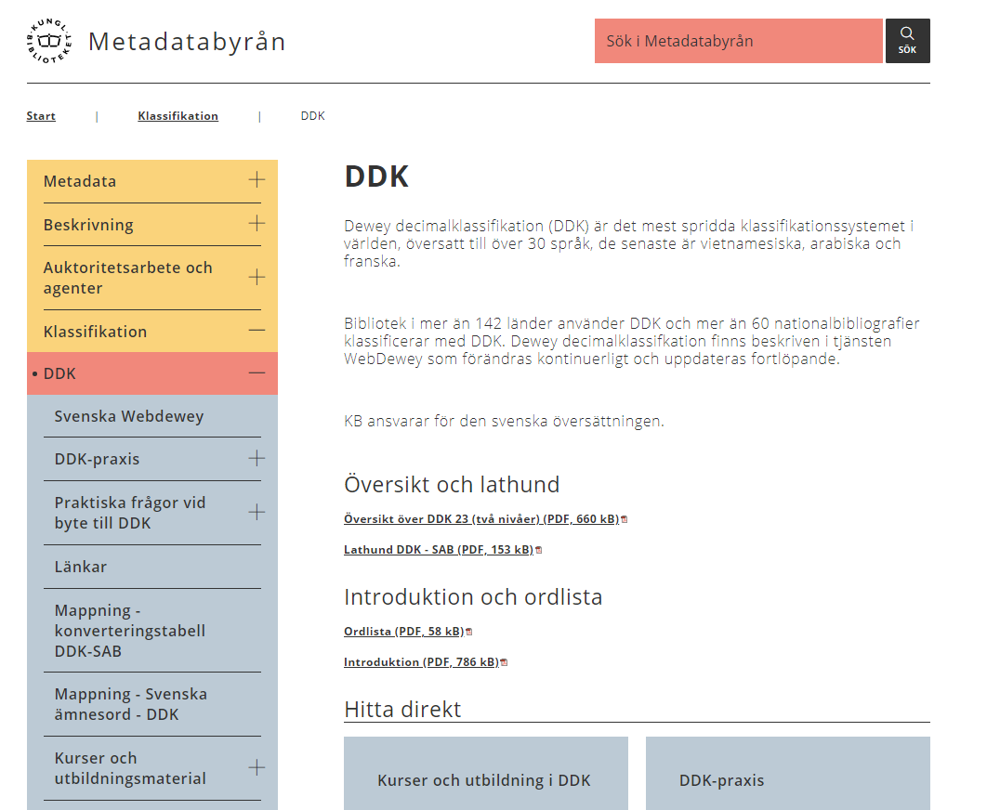 KUNGL. BIBLIOTEKET
Metadatabyrån
Sök i Metadatabyrån
SÖK
Start | Klassifikation | DDK
Metadata
Beskrivning
Auktoritetsarbete och
agenter
Klassifikation
DDK
Svenska Webdewey
DDK-praxis
Praktiska frågor vid
byte till DDK
Länkar
Mappning -
konverteringstabell
DDK-SAB
Mappning - Svenska
ämnesord - DDK
Kurser och
utbildningsmaterial
DDK
Dewey decimalklassifikation (DDK) är det mest spridda klassifikationssystemet i
världen, översatt till över 30 språk, de senaste är vietnamesiska, arabiska och
franska.
Bibliotek i mer än 142 länder använder DDK och mer än 60 nationalbibliografier
klassificerar med DDK. Dewey decimalklassifkation finns beskriven i tjänsten
WebDewey som förändras kontinuerligt och uppdateras fortlöpande.
KB ansvarar för den svenska översättningen.
Översikt och lathund
Översikt över DDK 23 (två nivåer) (PDF, 660 kB)
Lathund DDK - SAB (PDF, 153 kB)
Introduktion och ordlista
Ordlista (PDF, 58 kB)
Introduktion (PDF, 786 kB)
Hitta direkt
Kurser och utbildning i DDK
DDK-praxis